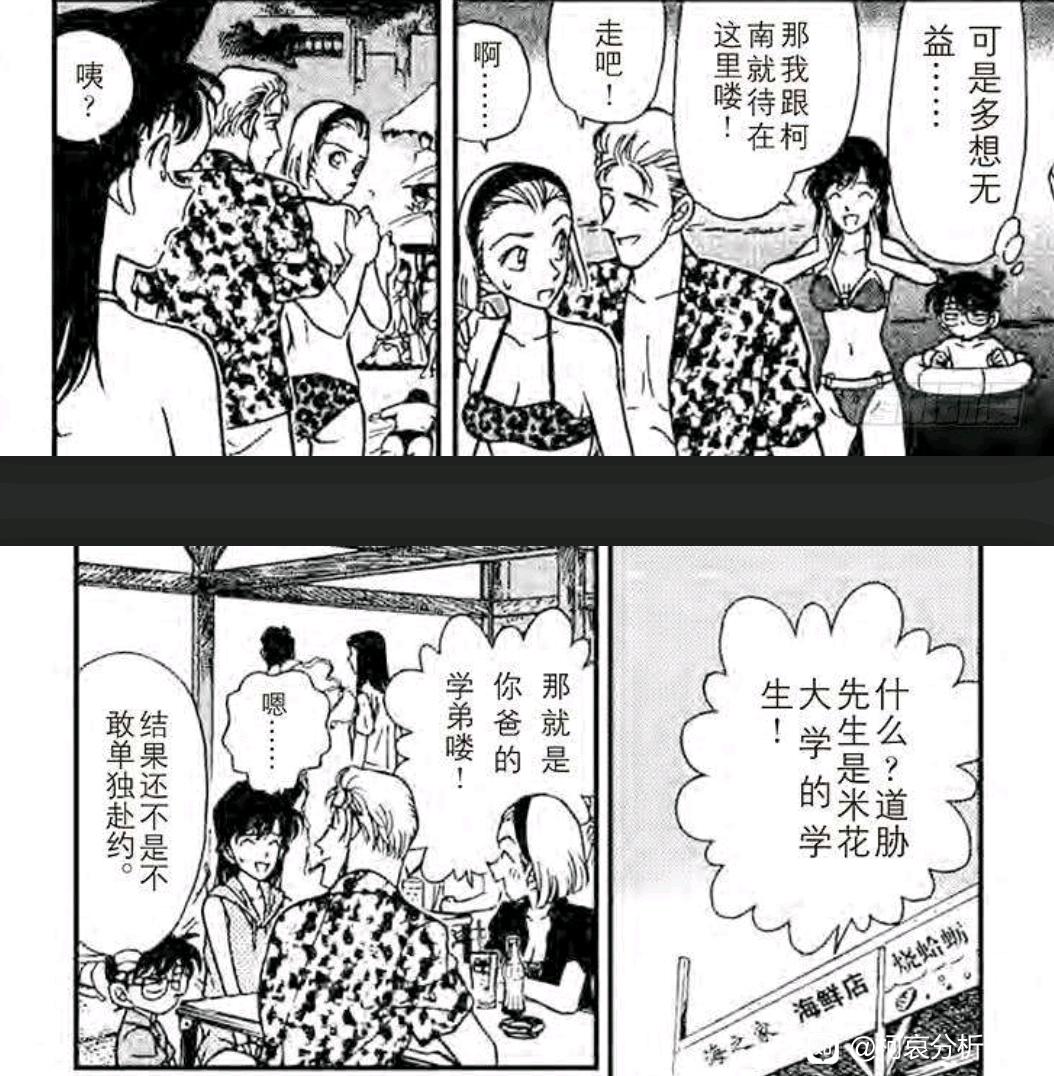 可是多想无
益……
那我跟柯
南就待在
这里喽！
走吧！
啊……
咦？
什么？道胁
先生是米花
大学的学
生！
烧蛤蛎
海鲜店
海之家
那就是
你爸的
学弟喽！
嗯……
结果还不是不
敢单独赴约。
@柯哀分析